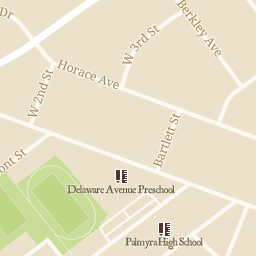 Dr
W 3rd St
Berkley Ave
Horace Ave
W 2nd St
Bartlett St
ont St
Delaware Avenue Preschool
Palmyra High School